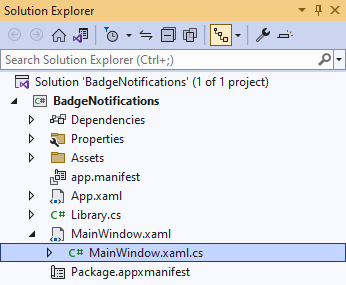 Solution Explorer
Search Solution Explorer (Ctrl+;)
Solution 'BadgeNotifications' (1 of 1 project)
C# BadgeNotifications
Dependencies
Properties
Assets
app.manifest
App.xaml
C# Library.cs
MainWindow.xaml
C# MainWindow.xaml.cs
Package.appxmanifest